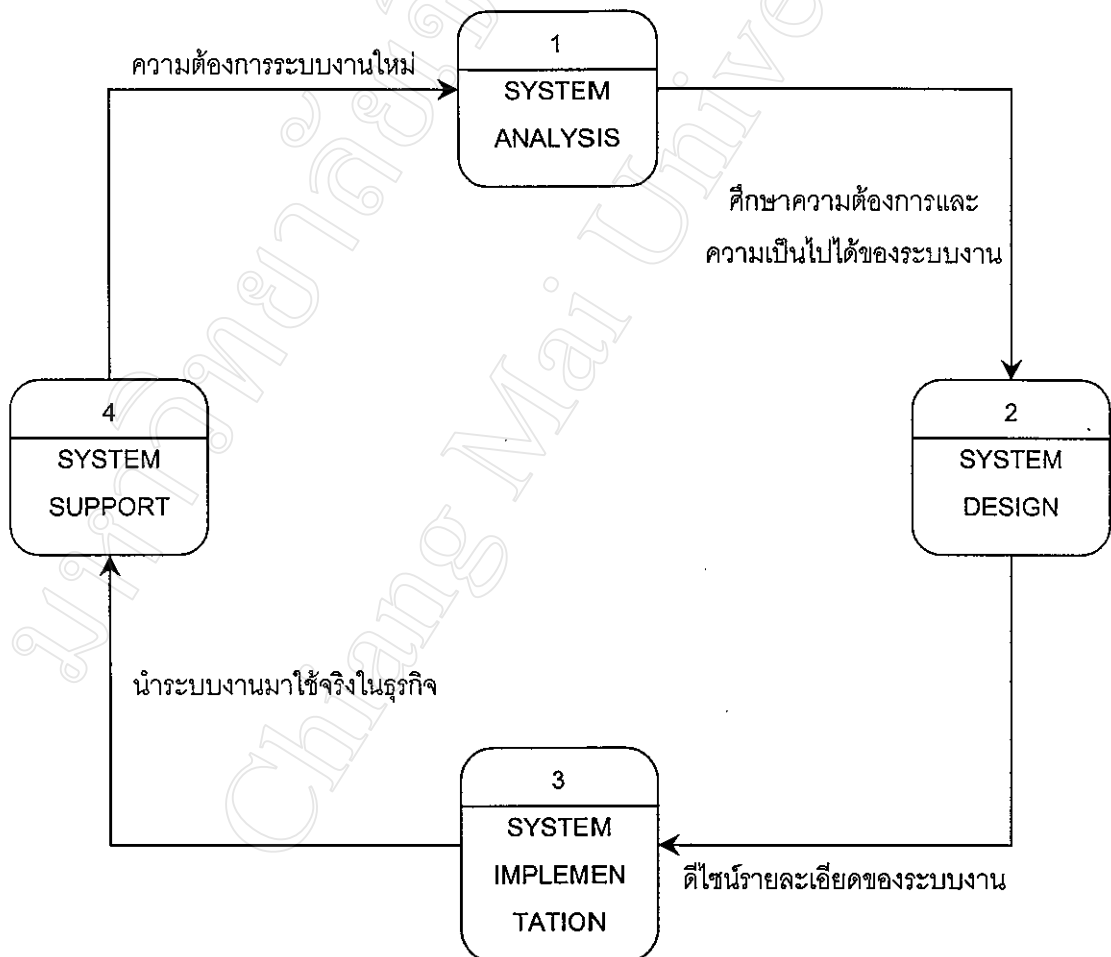 ความต้องการระบบงานใหม่
1
SYSTEM
ANALYSIS
ศึกษาความต้องการและ
ความเป็นไปได้ของระบบงาน
4
SYSTEM
SUPPORT
2
SYSTEM
DESIGN
นำระบบงานมาใช้จริงในธุรกิจ
3
SYSTEM
IMPLEMEN
TATION
ดีไซน์รายละเอียดของระบบงาน
Chiang Mai Unive